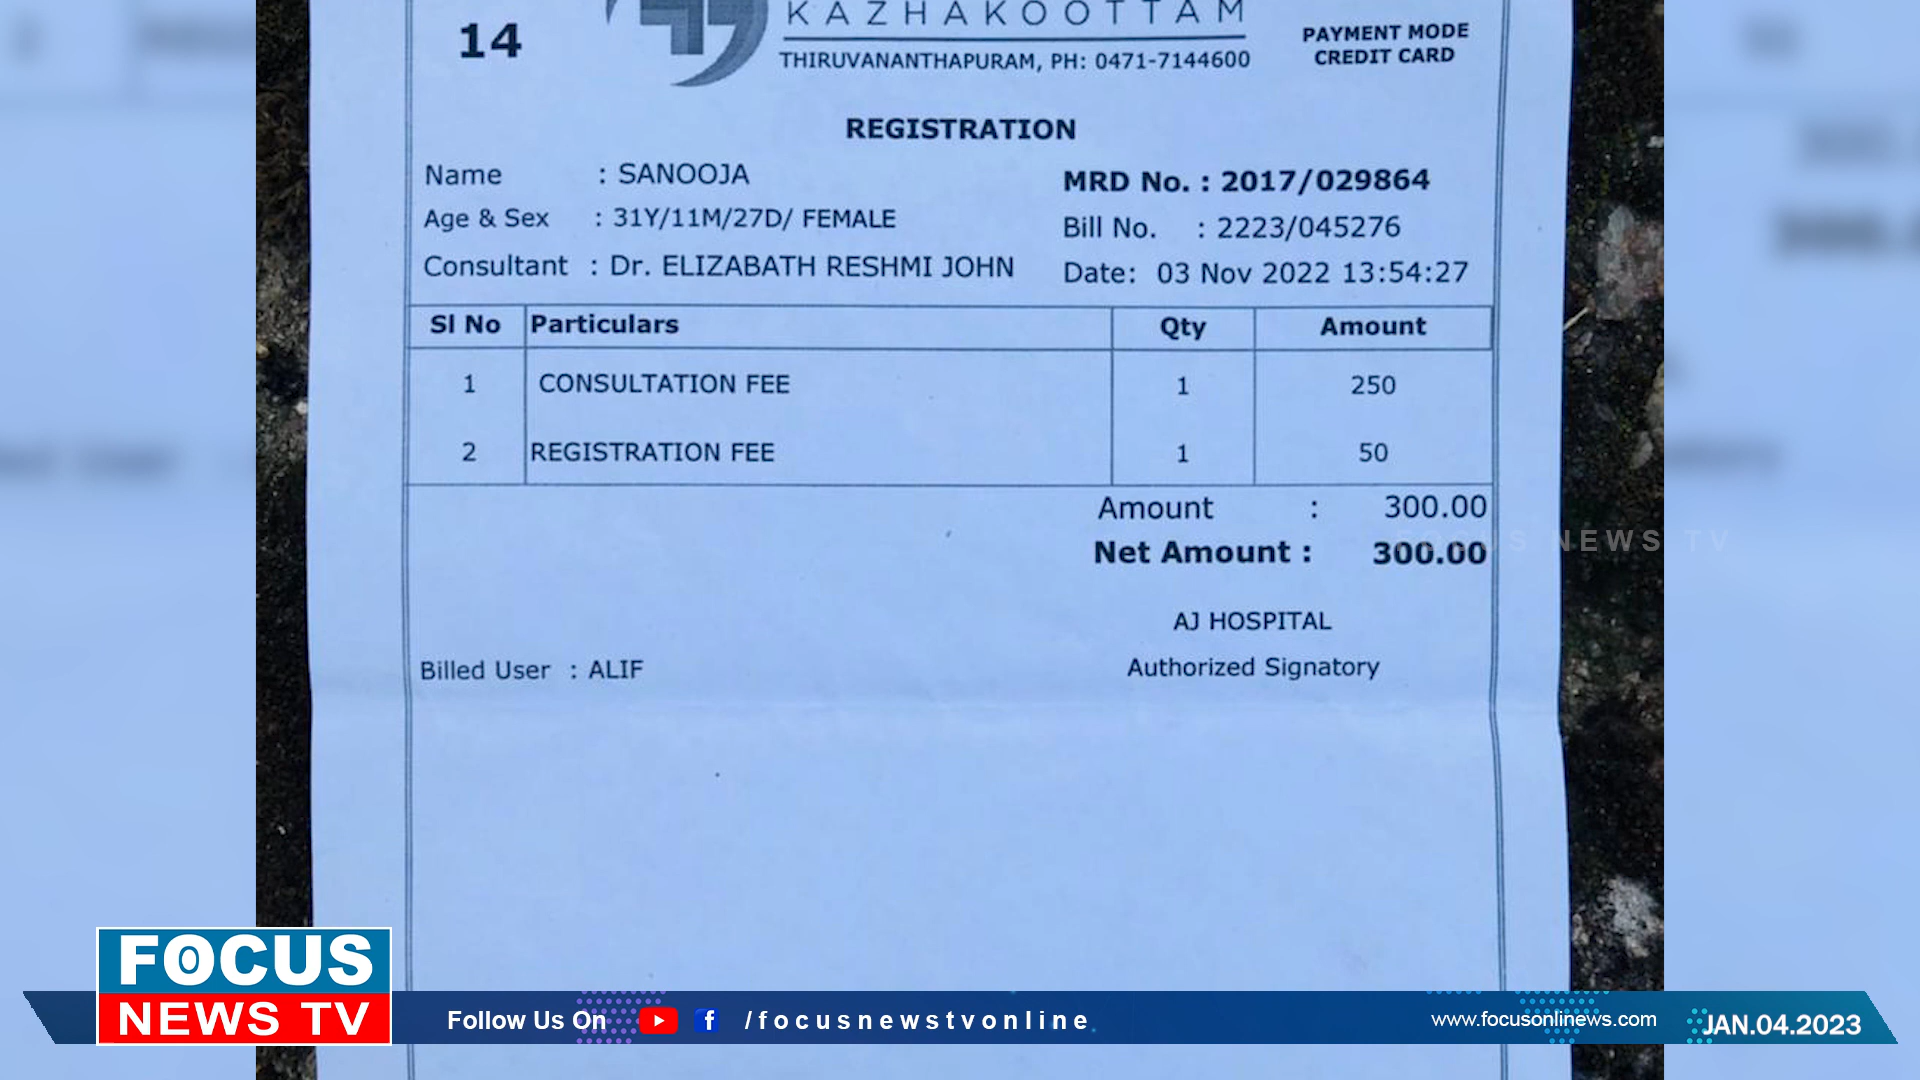 14
KAZHAKOOTTAM
THIRUVANANTHAPURAM, PH: 0471-7144600
PAYMENT MODE
CREDIT CARD
REGISTRATION
Name : SANOOJA
MRD No. : 2017/029864
Age & Sex : 31Y/11M/27D/ FEMALE
Bill No. : 2223/045276
Consultant : Dr. ELIZABATH RESHMI JOHN
Date: 03 Nov 2022 13:54:27
Sl No Particulars Qty Amount
1 CONSULTATION FEE 1 250
2 REGISTRATION FEE 1 50
Amount : 300.00
Net Amount : 300.00
FOCUS NEWS TV
AJ HOSPITAL
Billed User : ALIF
Authorized Signatory
FOCUS
NEWS TV
Follow Us On /focusnewstvonline
www.focusonlinews.com
JAN.04.2023